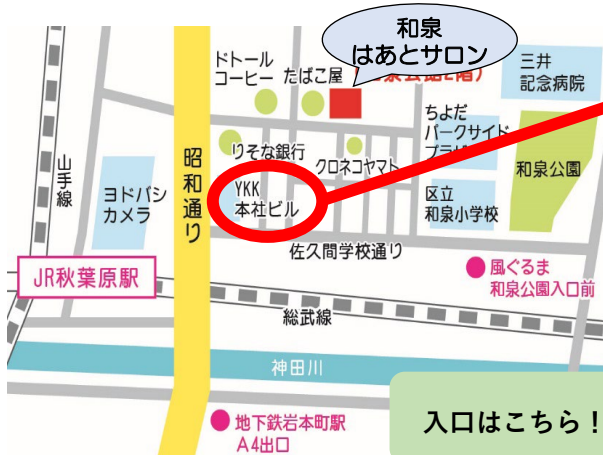 和泉
はあとサロン
ドトール
コーヒー
たばこ屋
館2階）
三井
記念病院
ちよだ
パークサイド
プラザ
和泉公園
山手線
昭和通り
りそな銀行
クロネコヤマト
ヨドバシ
カメラ
YKK
本社ビル
区立
和泉小学校
佐久間学校通り
JR秋葉原駅
風ぐるま
和泉公園入口前
総武線
神田川
地下鉄岩本町駅
A4出口
入口はこちら！